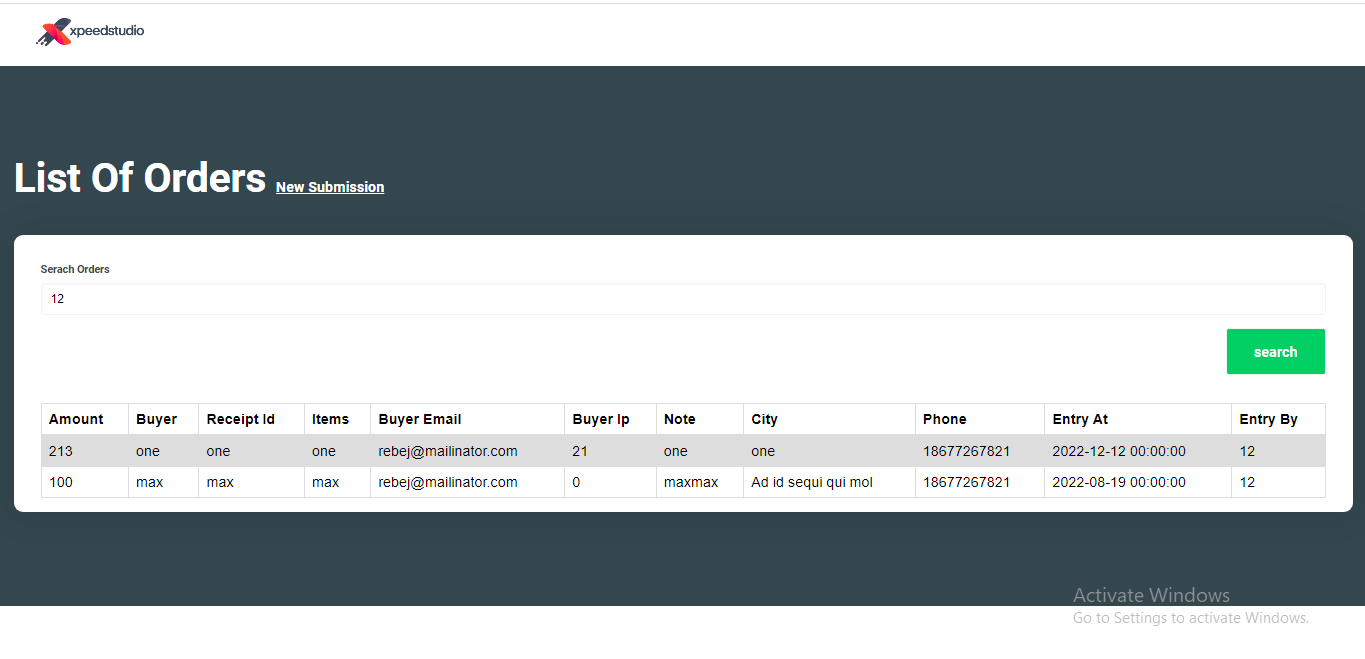 xpeedstudio
List Of Orders New Submission
Serach Orders
12
search
Amount Buyer Receipt Id Items Buyer Email Buyer Ip Note City Phone Entry At Entry By
213 one one one rebej@mailinator.com 21 one one 18677267821 2022-12-12 00:00:00 12
100 max max max rebej@mailinator.com 0 maxmax Ad id sequi qui mol 18677267821 2022-08-19 00:00:00 12
Activate Windows
Go to Settings to activate Windows.